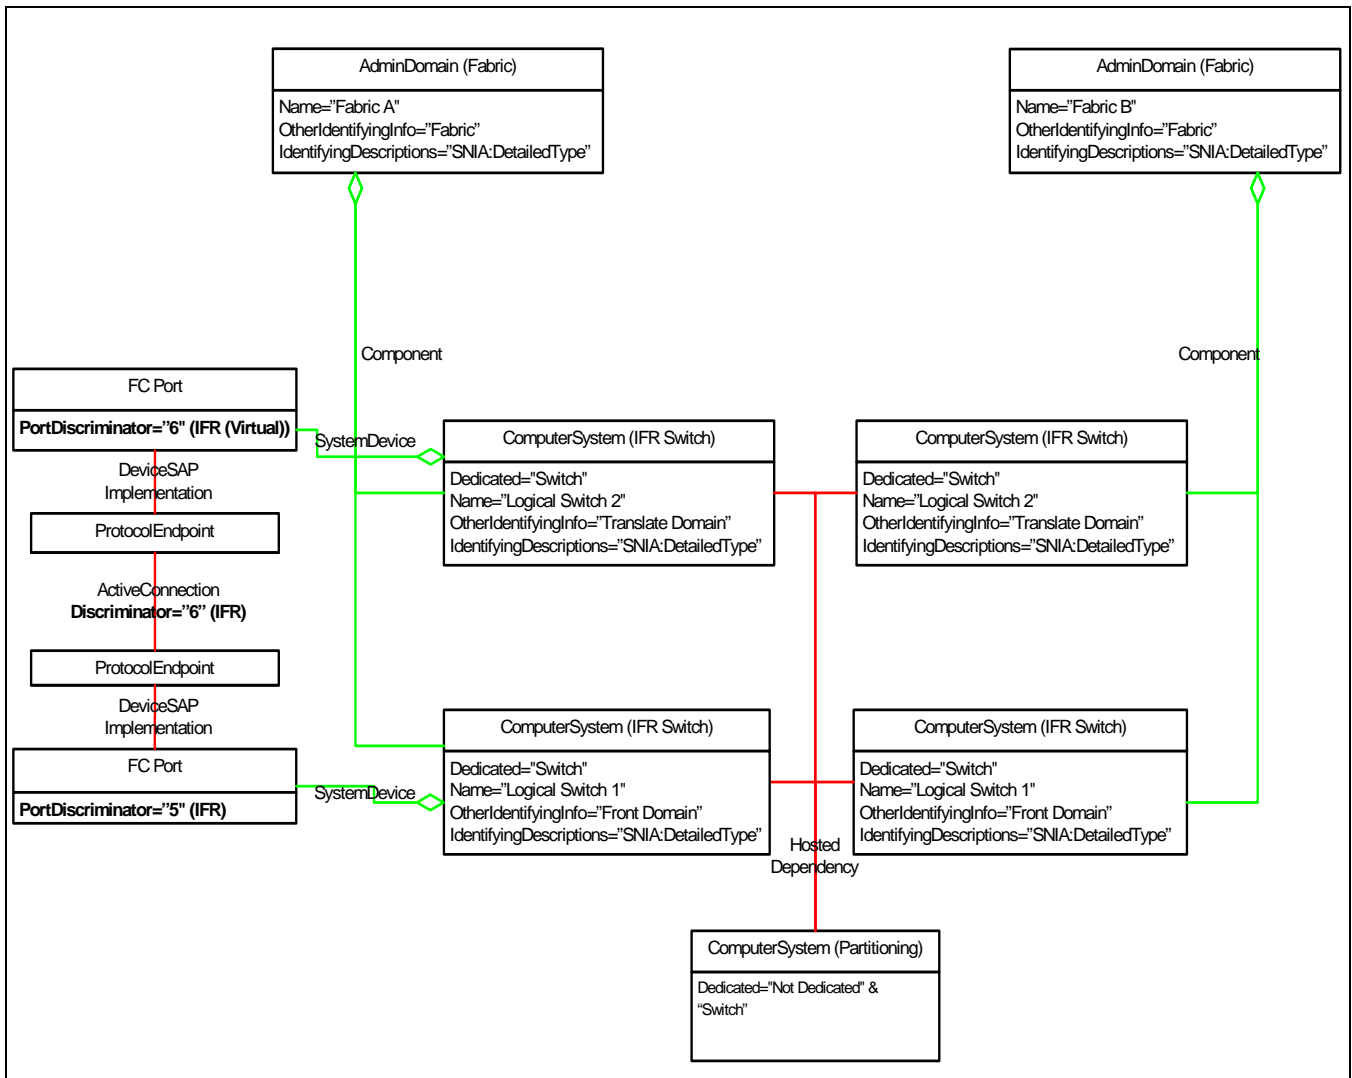 AdminDomain (Fabric)
Name=”Fabric A"
OtherIdentifyingInfo=”Fabric”
IdentifyingDescriptions=”SNIA:DetailedType”
AdminDomain (Fabric)
Name=”Fabric B"
OtherIdentifyingInfo=”Fabric”
IdentifyingDescriptions=”SNIA:DetailedType”
Component
Component
FC Port
PortDiscriminator=”6" (IFR (Virtual))
SystemDevice
DeviceSAP
Implementation
ProtocolEndpoint
ActiveConnection
Discriminator=”6” (IFR)
ProtocolEndpoint
DeviceSAP
Implementation
FC Port
PortDiscriminator=”5" (IFR)
SystemDevice
ComputerSystem (IFR Switch)
Dedicated="Switch"
Name=”Logical Switch 2"
OtherIdentifyingInfo=”Translate Domain”
IdentifyingDescriptions=”SNIA:DetailedType”
ComputerSystem (IFR Switch)
Dedicated="Switch"
Name=”Logical Switch 2"
OtherIdentifyingInfo=”Translate Domain”
IdentifyingDescriptions=”SNIA:DetailedType”
ComputerSystem (IFR Switch)
Dedicated="Switch"
Name=”Logical Switch 1"
OtherIdentifyingInfo=”Front Domain”
IdentifyingDescriptions=”SNIA:DetailedType”
ComputerSystem (IFR Switch)
Dedicated="Switch"
Name=”Logical Switch 1"
OtherIdentifyingInfo=”Front Domain”
IdentifyingDescriptions=”SNIA:DetailedType”
Hosted
Dependency
ComputerSystem (Partitioning)
Dedicated="Not Dedicated" &
“Switch”